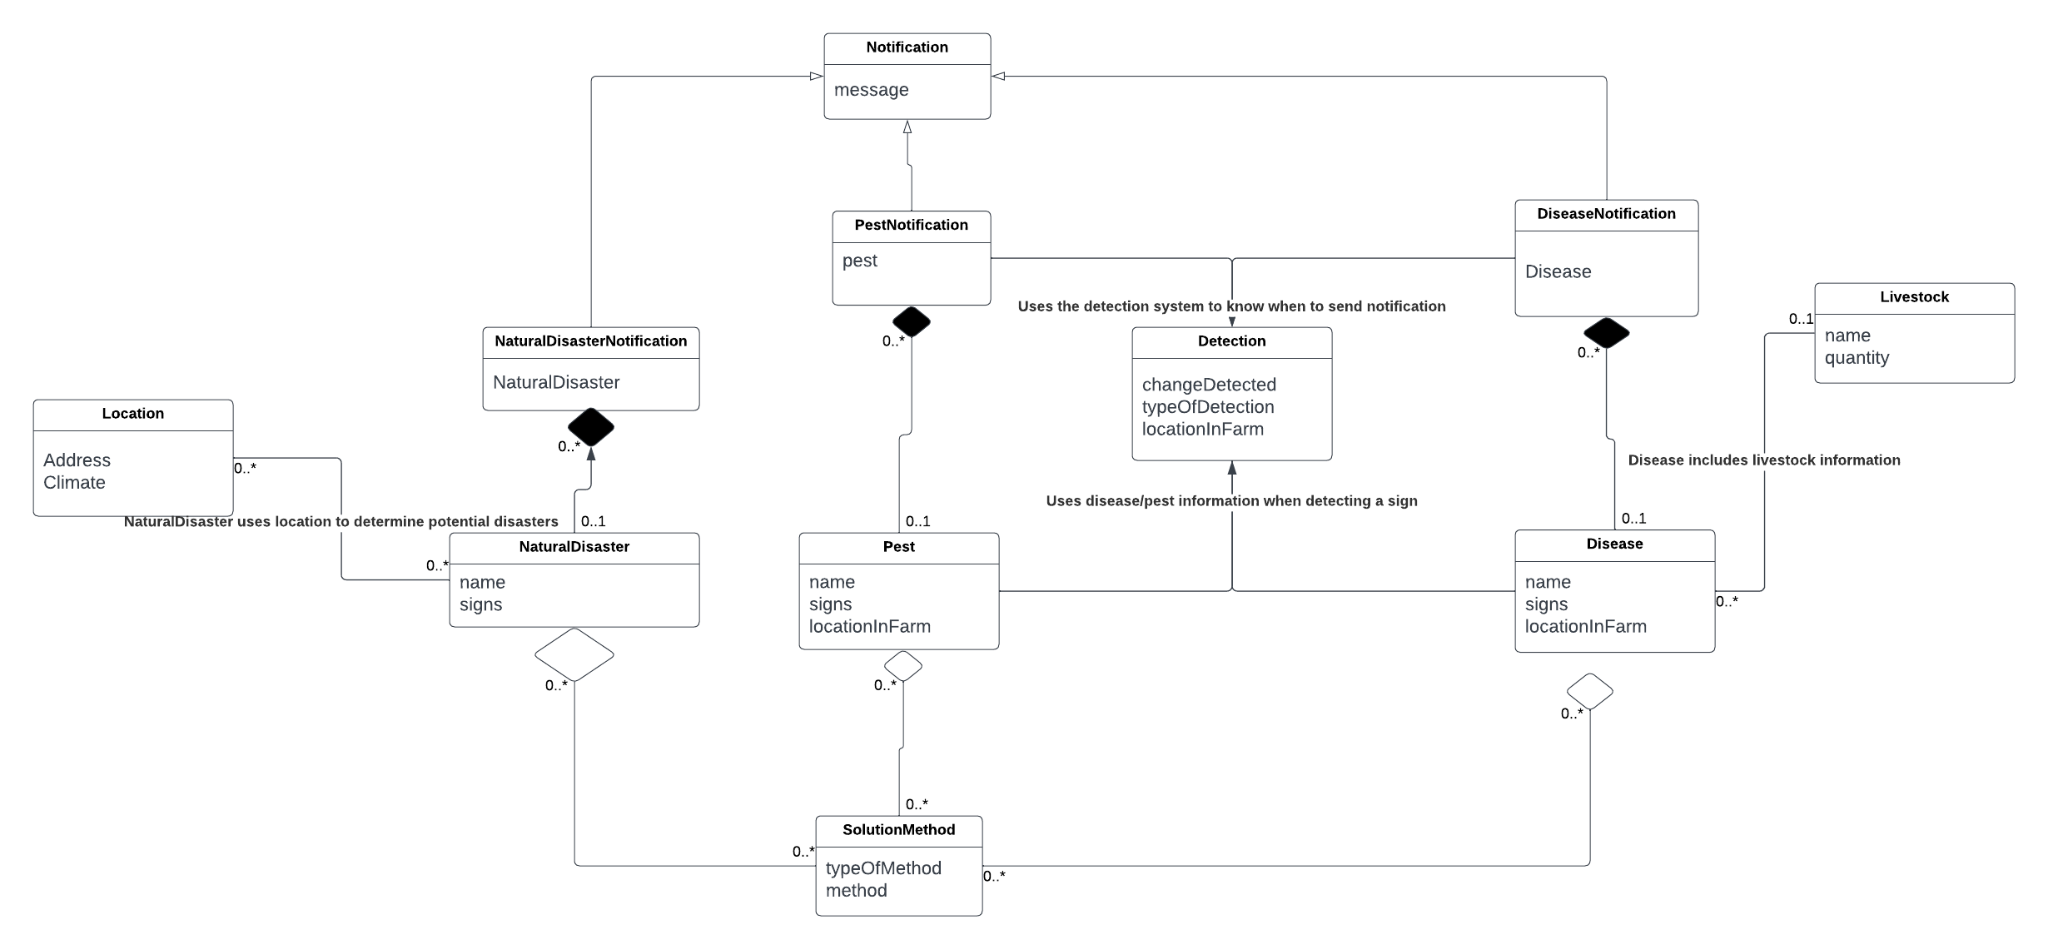 Notification
message
PestNotification
pest
DiseaseNotification
Disease
Uses the detection system to know when to send notification
Livestock
name
quantity
0..1
NaturalDisasterNotification
NaturalDisaster
0..*
Detection
changeDetected
typeOfDetection
locationInFarm
0..*
0..*
Location
Address
Climate
0..*
0..*
NaturalDisaster uses location to determine potential disasters
Disease includes livestock information
Uses disease/pest information when detecting a sign
0..1
0..1
0..1
NaturalDisaster
name
signs
0..*
Pest
name
signs
locationInFarm
Disease
name
signs
locationInFarm
0..*
0..*
0..*
0..*
0..*
SolutionMethod
typeOfMethod
method
0..*
0..*